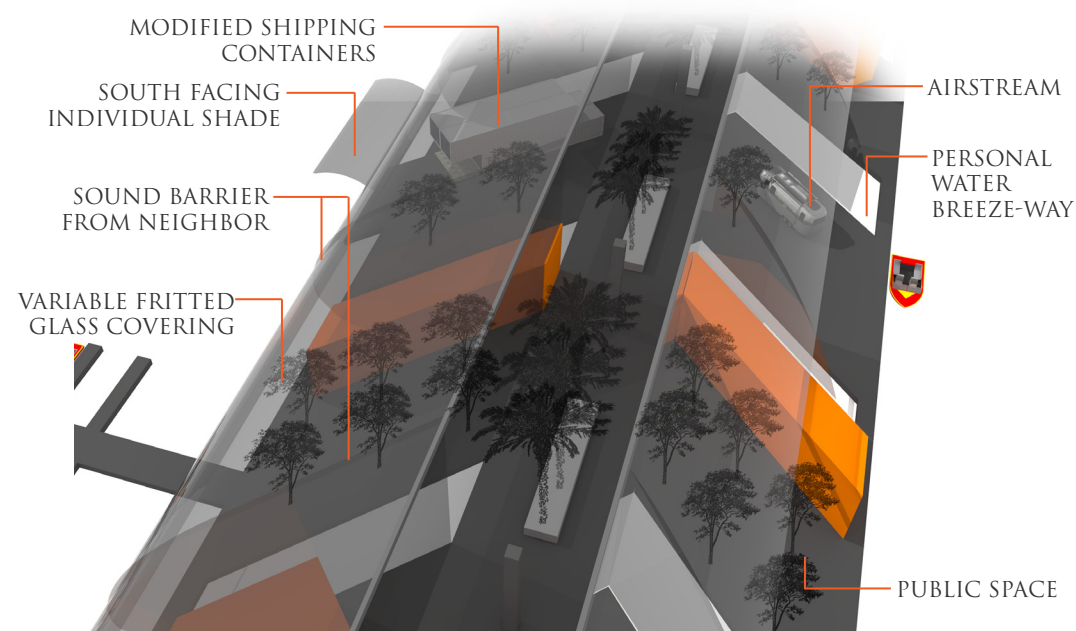 MODIFIED SHIPPING
CONTAINERS
SOUTH FACING
INDIVIDUAL SHADE
SOUND BARRIER
FROM NEIGHBOR
VARIABLE FRITTED
GLASS COVERING
AIRSTREAM
PERSONAL
WATER
BREEZE-WAY
PUBLIC SPACE